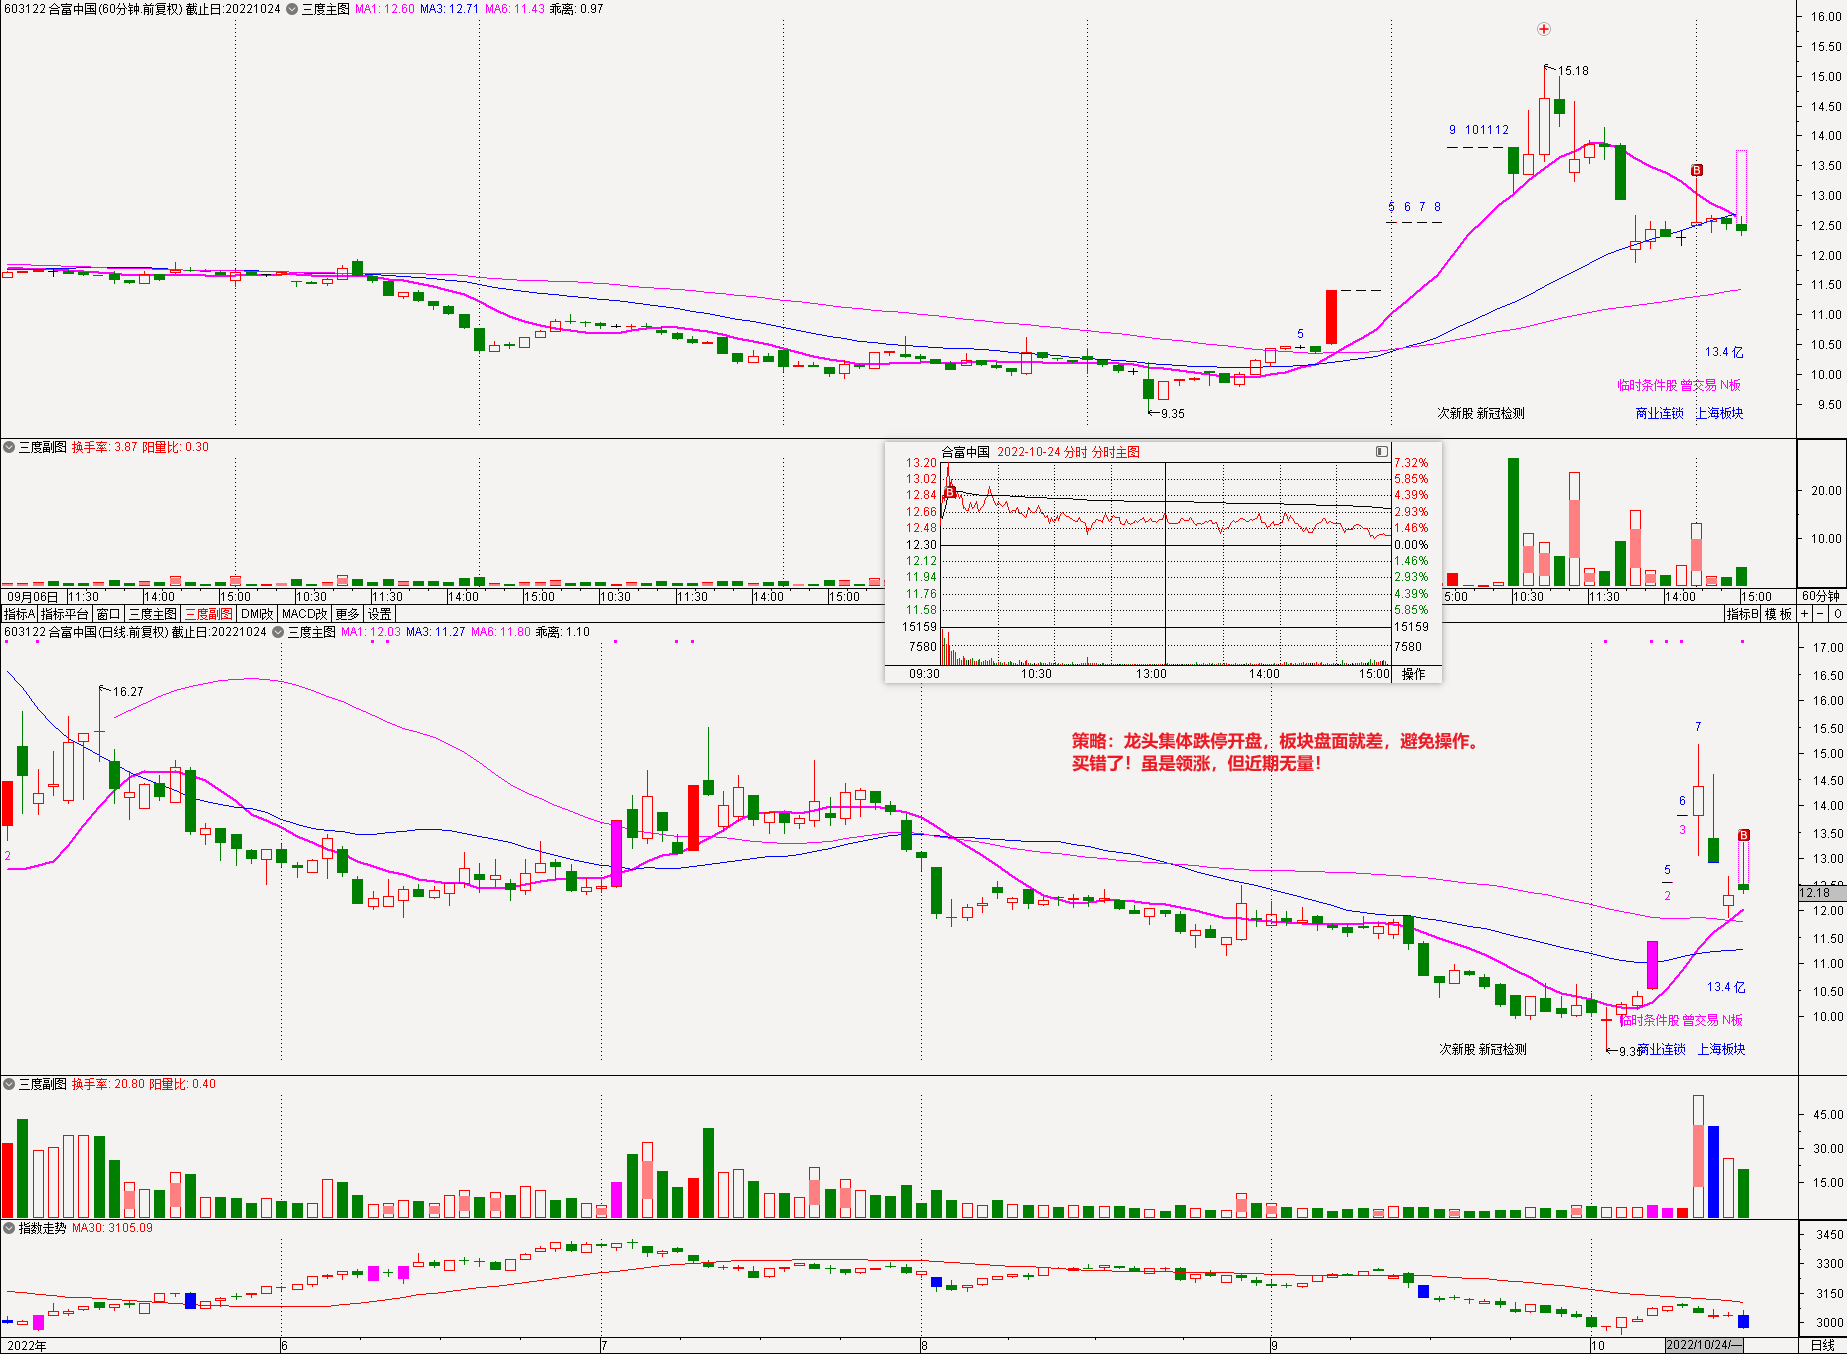 603122 合富中国(60分钟.前复权) 截止日:20221024 三度主图 MA1: 12.60 MA3: 12.71 MA6: 11.43 乖离: 0.97
16.00
15.50
15.00
14.50
14.00
13.50
13.00
12.50
12.00
11.50
11.00
10.50
10.00
9.50
15.18
9 101112
B
5 6 7 8
5
9.35
13.4 亿
临时条件股 曾交易 N板
次新股 新冠检测
商业连锁 上海板块
三度副图 换手率: 3.87 阳量比: 0.30
20.00
10.00
09月06日 11:30 14:00 15:00 10:30 11:30 14:00 15:00 10:30 11:30 14:00 15:00
5:00 10:30 11:30 14:00 15:00 60分钟
合富中国 2022-10-24 分时 分时主图
13.20 7.32%
13.02 5.85%
12.84 4.39%
B
12.66 2.93%
12.48 1.46%
12.30 0.00%
12.12 1.46%
11.94 2.93%
11.76 4.39%
11.58 5.85%
15159 15159
7580 7580
09:30 10:30 13:00 14:00 15:00 操作
指标A 指标平台 窗口 三度主图 三度副图 DM改 MACD改 更多 设置
指标B 模板 + − 0
603122 合富中国(日线.前复权) 截止日:20221024 三度主图 MA1: 12.03 MA3: 11.27 MA6: 11.80 乖离: 1.10
17.00
16.50
16.00
15.50
15.00
14.50
14.00
13.50
13.00
12.18
12.00
11.50
11.00
10.50
10.00
16.27
2
策略：龙头集体跌停开盘，板块盘面就差，避免操作。
买错了！虽是领涨，但近期无量！
7
6
3
5
2
B
13.4 亿
临时条件股 曾交易 N板
次新股 新冠检测
9.35
商业连锁 上海板块
三度副图 换手率: 20.80 阳量比: 0.40
45.00
30.00
15.00
指数走势 MA30: 3105.09
3450
3300
3150
3000
2022年 6 7 8 9 10 2022/10/24/一 日线